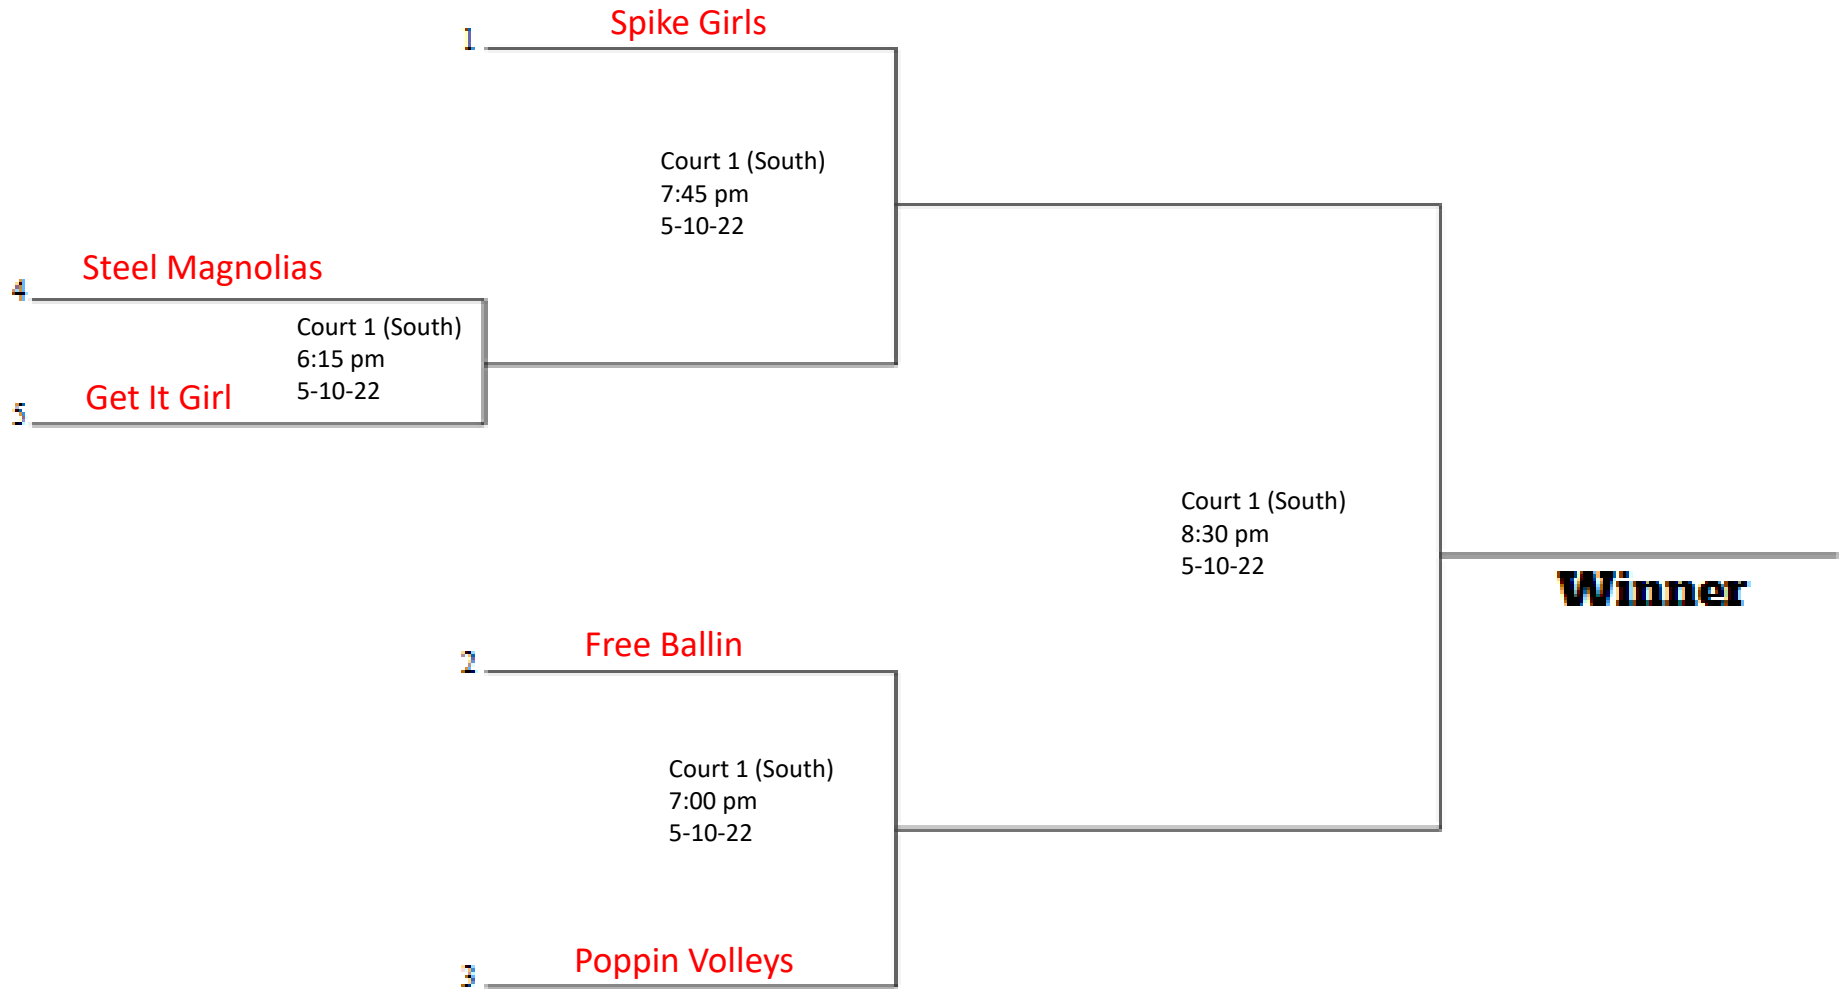 Spike Girls
1
Court 1 (South)
7:45 pm
5-10-22
Steel Magnolias
4
Court 1 (South)
6:15 pm
5-10-22
Get It Girl
5
Court 1 (South)
8:30 pm
5-10-22
Winner
Free Ballin
2
Court 1 (South)
7:00 pm
5-10-22
Poppin Volleys
3